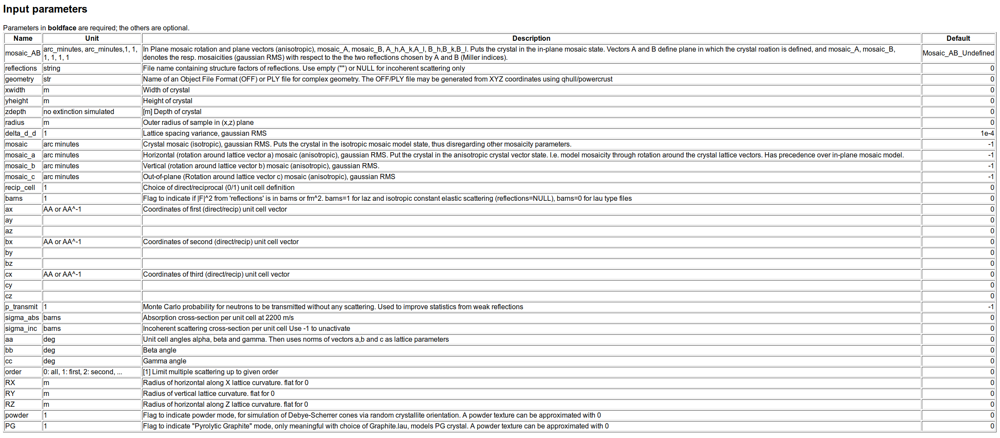 Input parameters
Parameters in boldface are required; the others are optional.
Name Unit Description Default
mosaic_AB arc_minutes, arc_minutes,1, 1, 1, 1, 1, 1 In Plane mosaic rotation and plane vectors (anisotropic), mosaic_A, mosaic_B, A_h,A_k,A_l, B_h,B_k,B_l. Puts the crystal in the in-plane mosaic state. Vectors A and B define plane in which the crystal roation is defined, and mosaic_A, mosaic_B, denotes the resp. mosaicities (gaussian RMS) with respect to the the two reflections chosen by A and B (Miller indices). Mosaic_AB_Undefined
reflections string File name containing structure factors of reflections. Use empty ("") or NULL for incoherent scattering only 0
geometry str Name of an Object File Format (OFF) or PLY file for complex geometry. The OFF/PLY file may be generated from XYZ coordinates using qhull/powercrust 0
xwidth m Width of crystal 0
yheight m Height of crystal 0
zdepth no extinction simulated [m] Depth of crystal 0
radius m Outer radius of sample in (x,z) plane 0
delta_d_d 1 Lattice spacing variance, gaussian RMS 1e-4
mosaic arc minutes Crystal mosaic (isotropic), gaussian RMS. Puts the crystal in the isotropic mosaic model state, thus disregarding other mosaicity parameters. -1
mosaic_a arc minutes Horizontal (rotation around lattice vector a) mosaic (anisotropic), gaussian RMS. Put the crystal in the anisotropic crystal vector state. I.e. model mosaicity through rotation around the crystal lattice vectors. Has precedence over in-plane mosaic model. -1
mosaic_b arc minutes Vertical (rotation around lattice vector b) mosaic (anisotropic), gaussian RMS. -1
mosaic_c arc minutes Out-of-plane (Rotation around lattice vector c) mosaic (anisotropic), gaussian RMS -1
recip_cell 1 Choice of direct/reciprocal (0/1) unit cell definition 0
barns 1 Flag to indicate if |F|^2 from 'reflections' is in barns or fm^2. barns=1 for laz and isotropic constant elastic scattering (reflections=NULL), barns=0 for lau type files 0
ax AA or AA^-1 Coordinates of first (direct/recip) unit cell vector 0
ay 0
az 0
bx AA or AA^-1 Coordinates of second (direct/recip) unit cell vector 0
by 0
bz 0
cx AA or AA^-1 Coordinates of third (direct/recip) unit cell vector 0
cy 0
cz 0
p_transmit 1 Monte Carlo probability for neutrons to be transmitted without any scattering. Used to improve statistics from weak reflections -1
sigma_abs barns Absorption cross-section per unit cell at 2200 m/s 0
sigma_inc barns Incoherent scattering cross-section per unit cell Use -1 to unactivate 0
aa deg Unit cell angles alpha, beta and gamma. Then uses norms of vectors a,b and c as lattice parameters 0
bb deg Beta angle 0
cc deg Gamma angle 0
order 0: all, 1: first, 2: second, ... [1] Limit multiple scattering up to given order 0
RX m Radius of horizontal along X lattice curvature. flat for 0 0
RY m Radius of vertical lattice curvature. flat for 0 0
RZ m Radius of horizontal along Z lattice curvature. flat for 0 0
powder 1 Flag to indicate powder mode, for simulation of Debye-Scherrer cones via random crystallite orientation. A powder texture can be approximated with 0 0
PG 1 Flag to indicate "Pyrolytic Graphite" mode, only meaningful with choice of Graphite.lau, models PG crystal. A powder texture can be approximated with 0 0